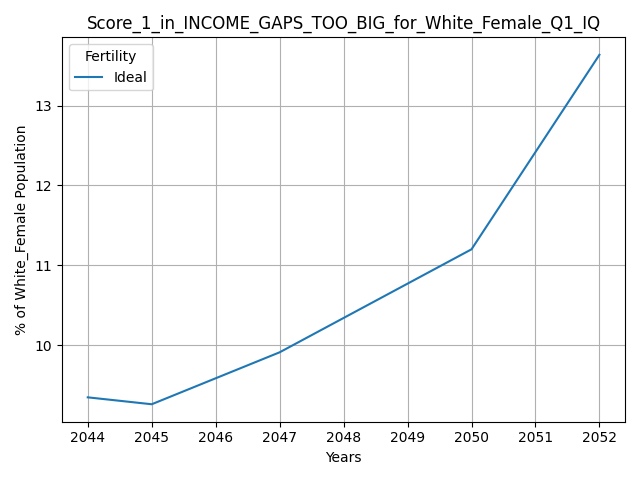 Score_1_in_INCOME_GAPS_TOO_BIG_for_White_Female_Q1_IQ
Fertility
Ideal
% of White_Female Population
13
12
11
10
2044 2045 2046 2047 2048 2049 2050 2051 2052
Years